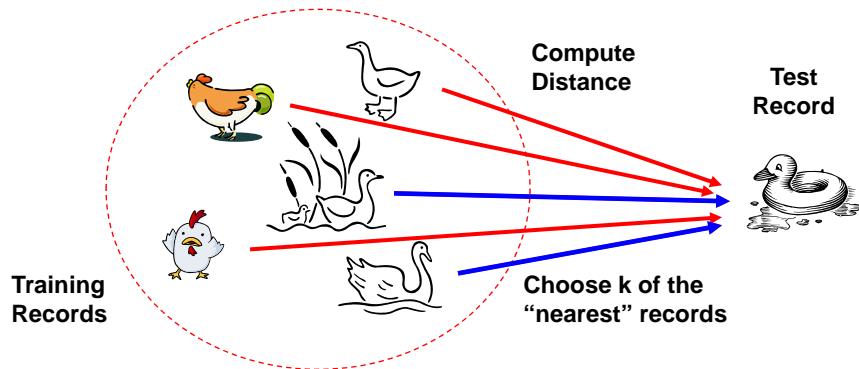 Compute
Distance
Test
Record
Training
Records
Choose k of the
“nearest” records